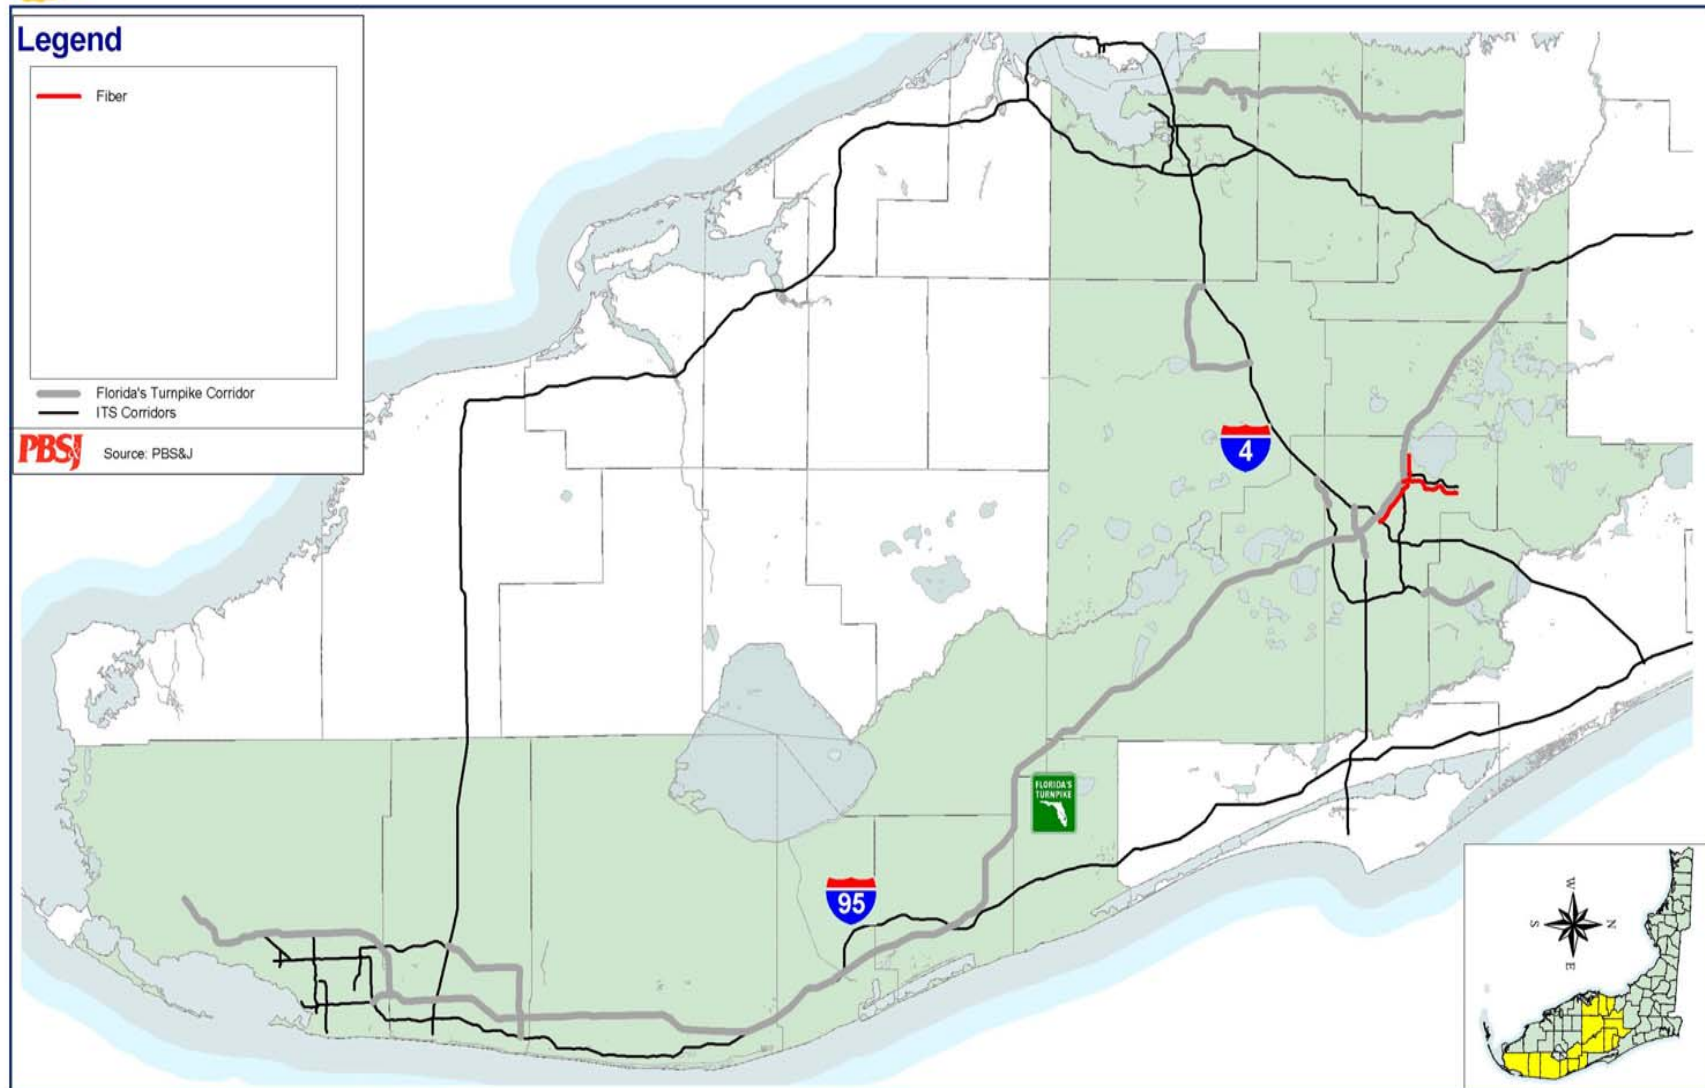 Legend
Fiber
Florida's Turnpike Corridor
ITS Corridors
PBSJ
Source: PBS&J
4
FLORIDA'S
TURNPIKE
95
W
S
N
E